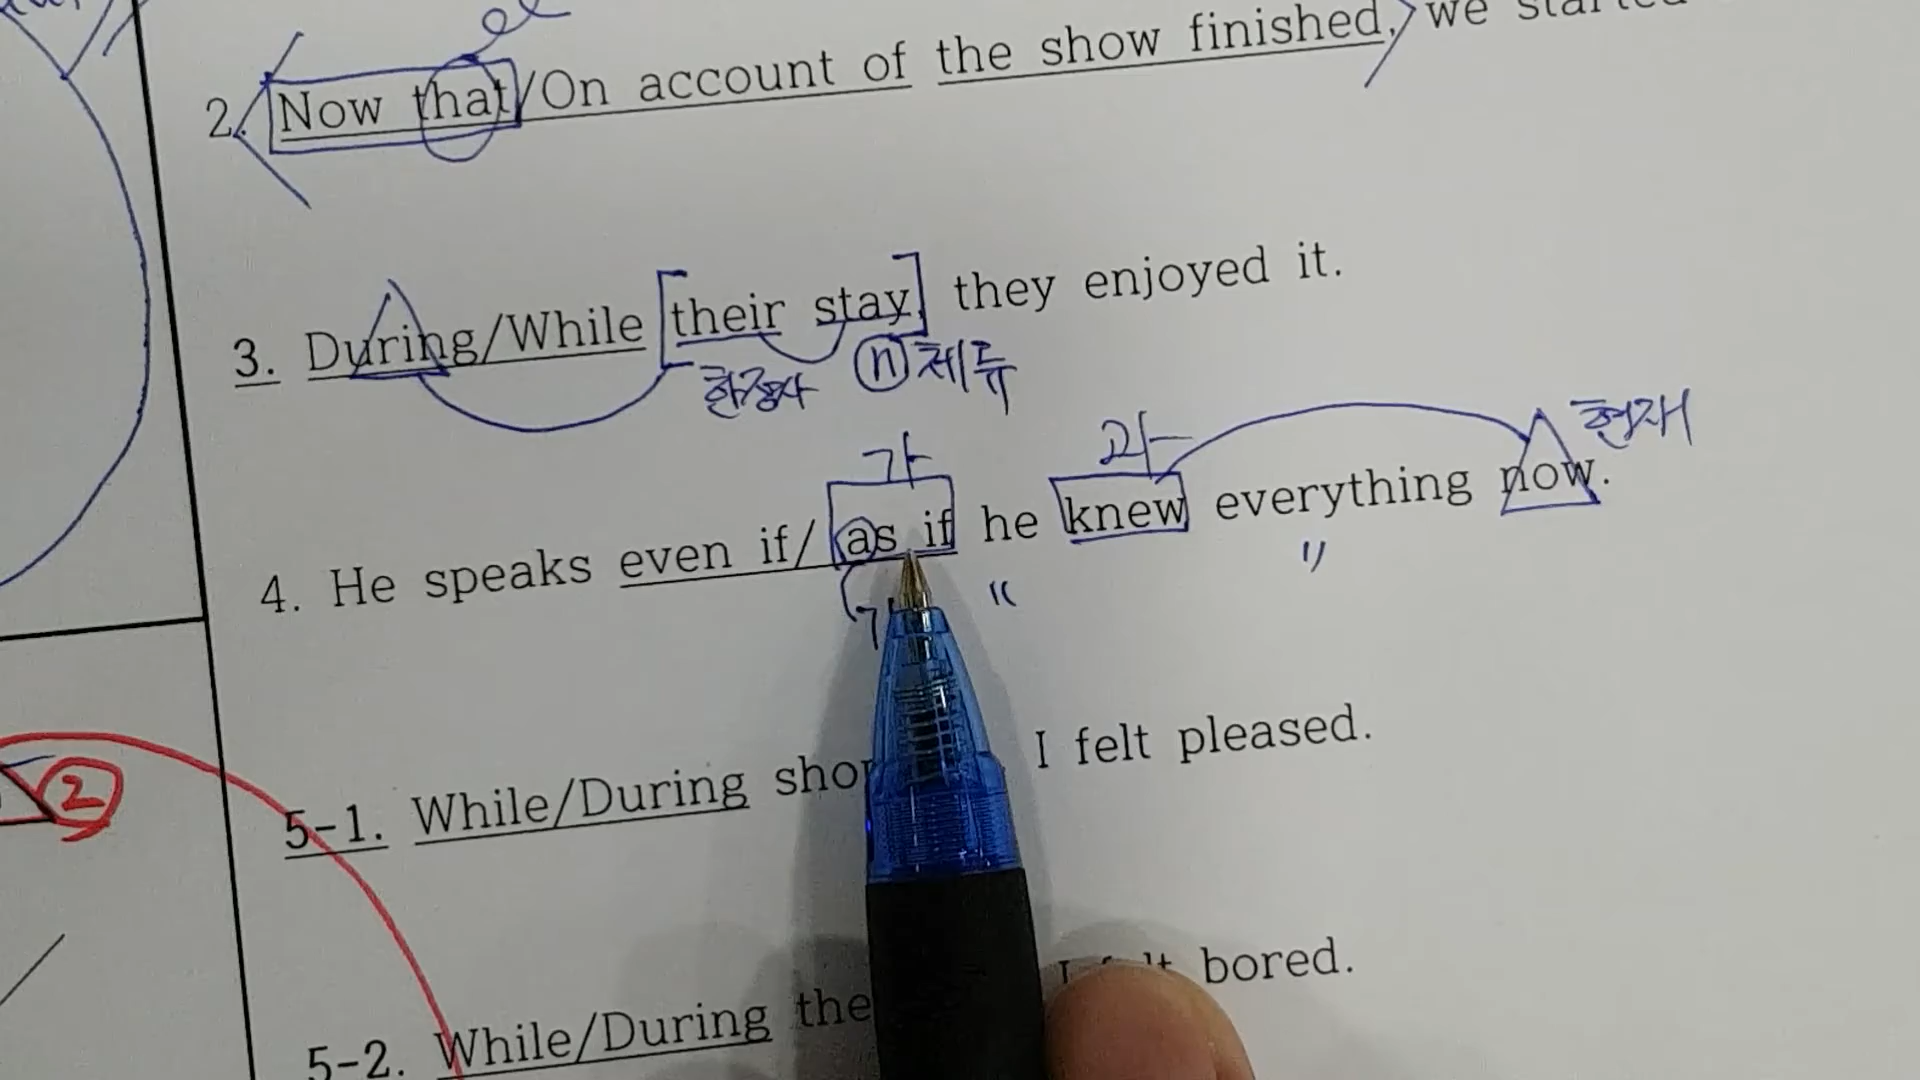 2. Now that/On account of the show finished, we started
3. During/While their stay, they enjoyed it.
한정사 n 체류
가 과 현재
4. He speaks even if/ as if he knew everything now.
5-1. While/During I felt pleased.
5-2. While/During the bored.
2